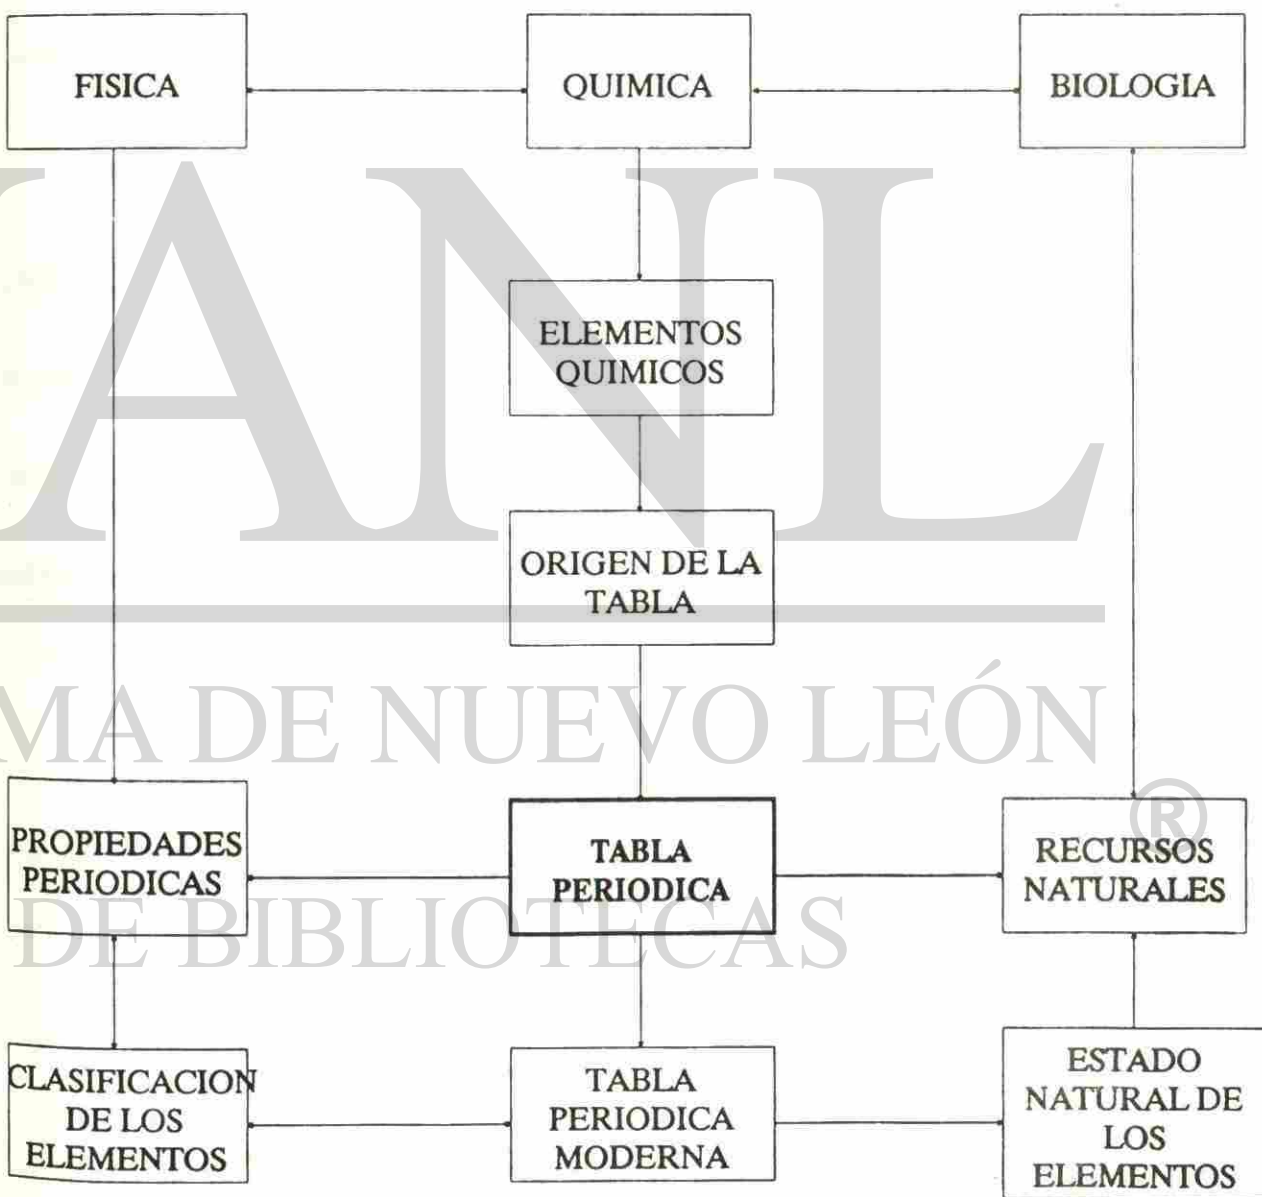 FISICA
QUIMICA
BIOLOGIA
ELEMENTOS
QUIMICOS
ORIGEN DE LA
TABLA
PROPIEDADES
PERIODICAS
TABLA
PERIODICA
RECURSOS
NATURALES
CLASIFICACION
DE LOS
ELEMENTOS
TABLA
PERIODICA
MODERNA
ESTADO
NATURAL DE
LOS
ELEMENTOS
ANL
MA DE NUEVO LEÓN
®
DE BIBLIOTECAS